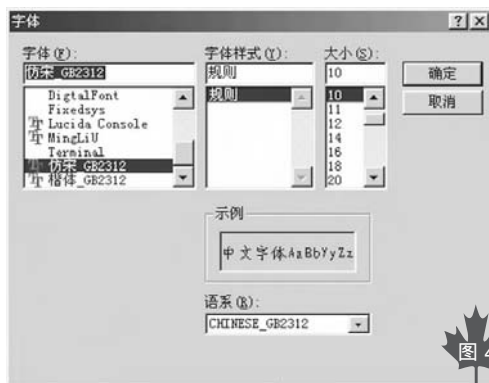 字体
字体(F):
仿宋_GB2312
DigtalFont
Fixedsys
Lucida Console
MingLiU
Terminal
仿宋_GB2312
楷体_GB2312
字体样式(Y):
规则
规则
大小(S):
10
10
11
12
14
16
18
20
确定
取消
示例
中文字体AaBbYyZz
语系(R):
CHINESE_GB2312
图 4